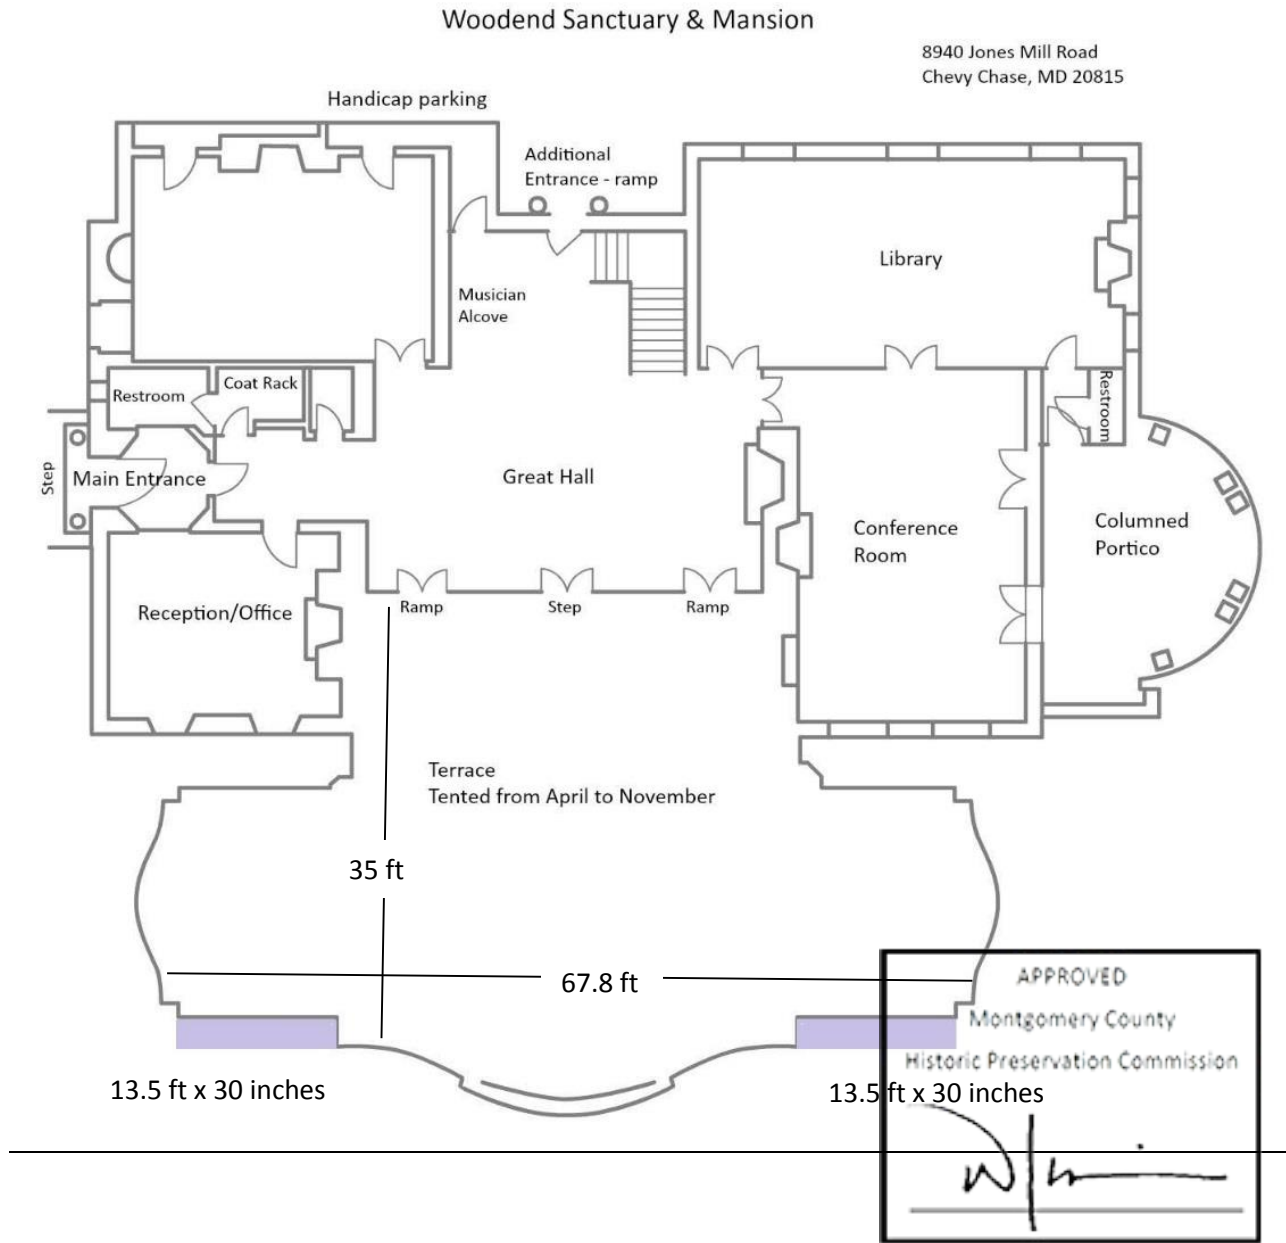 Woodend Sanctuary & Mansion
8940 Jones Mill Road
Chevy Chase, MD 20815
Handicap parking
Additional
Entrance - ramp
Library
Musician
Alcove
Restroom
Coat Rack
Restroom
Step
Main Entrance
Great Hall
Conference
Room
Columned
Portico
Reception/Office
Ramp
Step
Ramp
Terrace
Tented from April to November
35 ft
67.8 ft
13.5 ft x 30 inches
13.5 ft x 30 inches
APPROVED
Montgomery County
Historic Preservation Commission